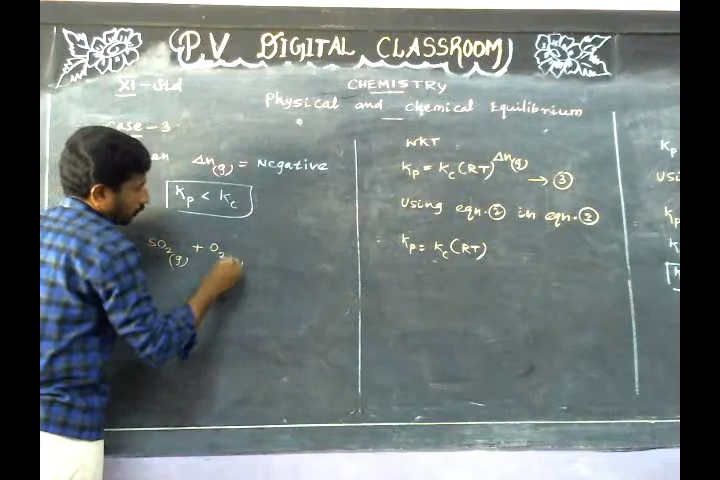 P.V DIGITAL CLASSROOM
XI - Std
CHEMISTRY
Physical and chemical Equilibrium
case - 3
Δn(g) = Negative
Kp < Kc
SO2(g) + O2
WKT
Kp = Kc (RT)^Δn(g) → ③
Using eqn. ② in eqn. ③
Kp = Kc (RT)
Kp
Kp
K